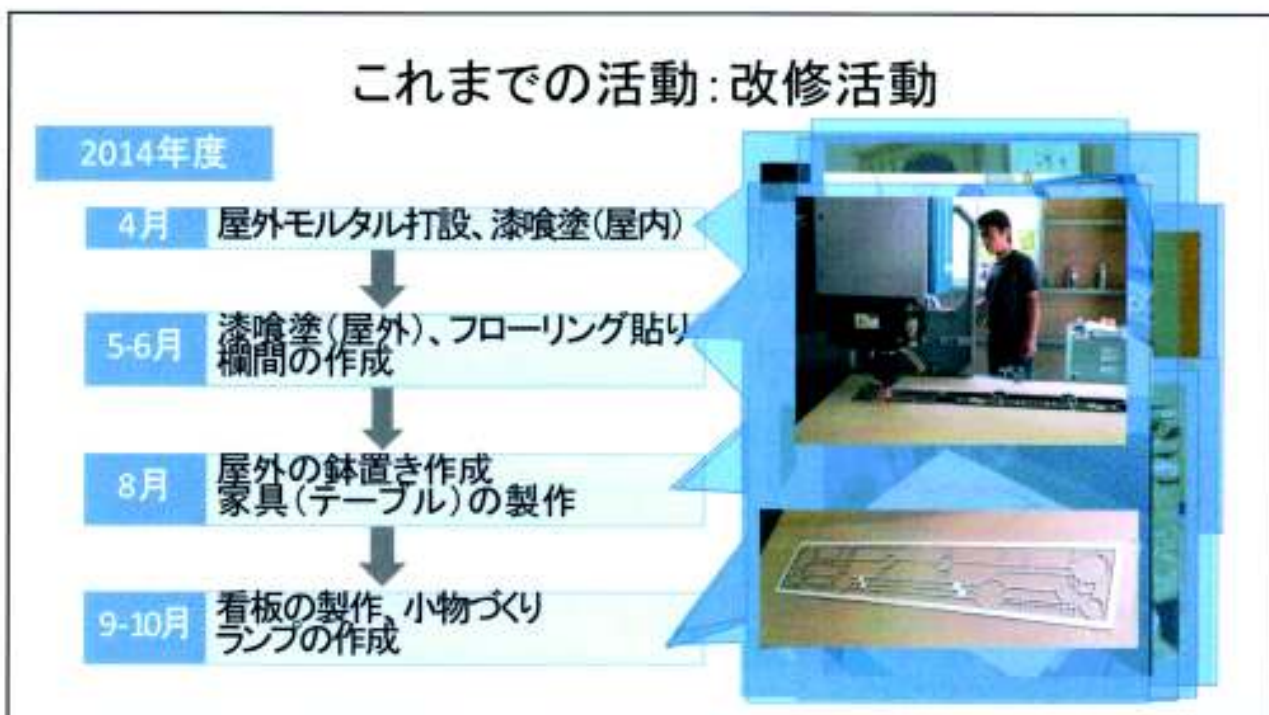 これまでの活動:改修活動
2014年度
4月
屋外モルタル打設、漆喰塗(屋内)
5-6月
漆喰塗(屋外)、フローリング貼り
欄間の作成
8月
屋外の鉢置き作成
家具(テーブル)の製作
9-10月
看板の製作、小物づくり
ランプの作成